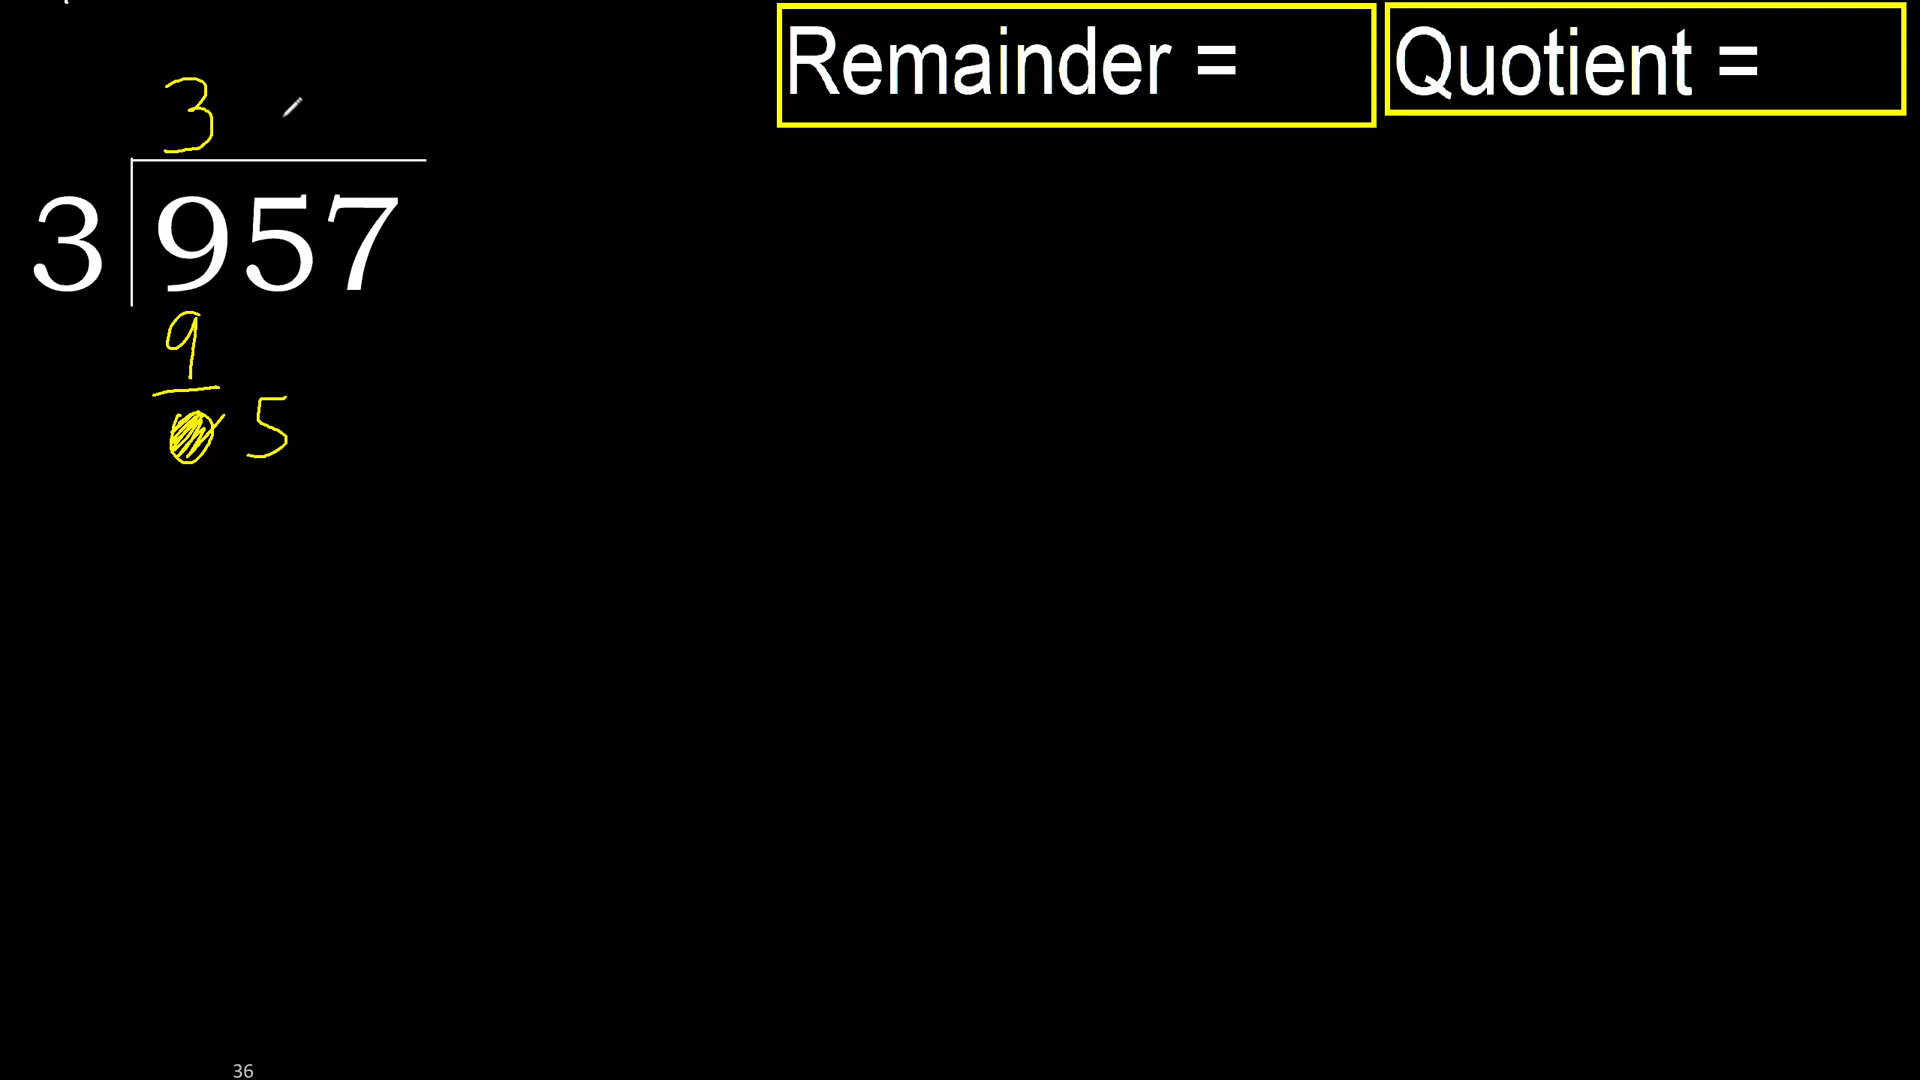 Remainder =
Quotient =
3
3 957
9
5
36